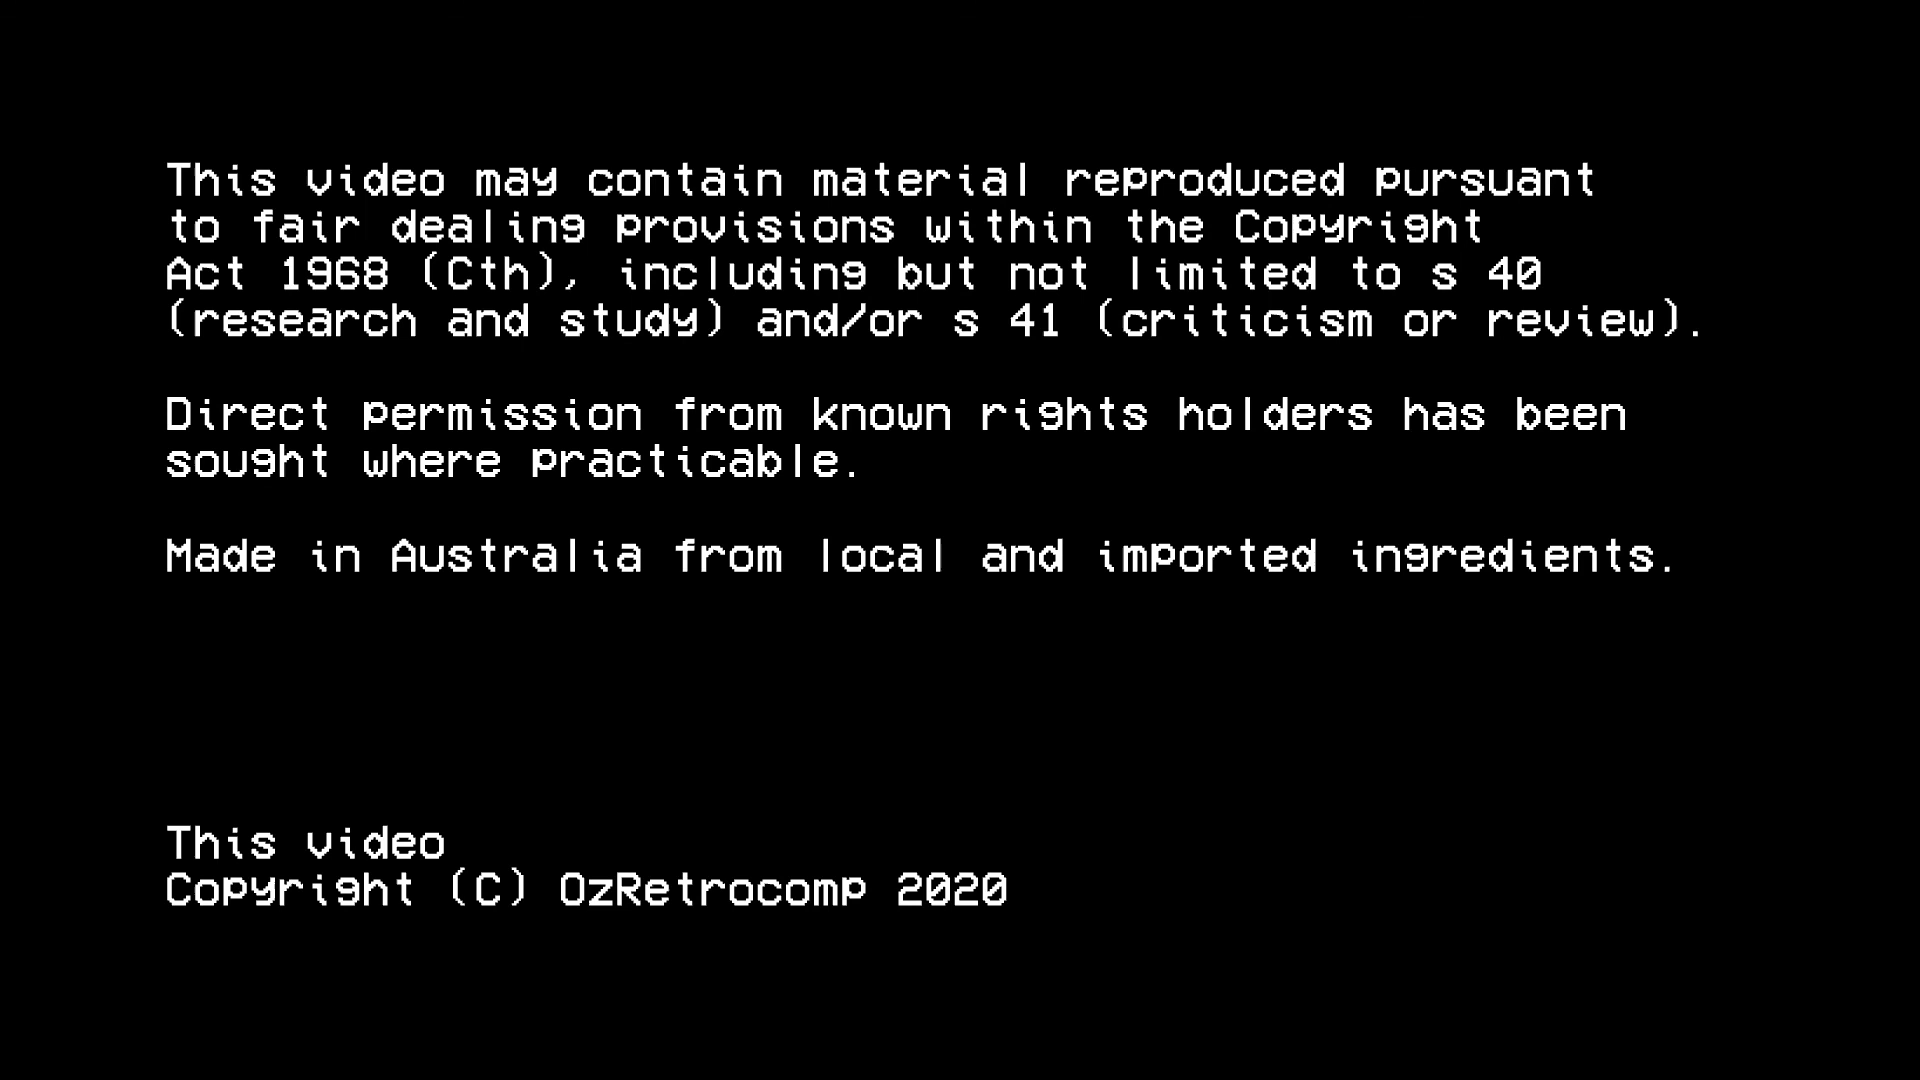 This video may contain material reproduced pursuant
to fair dealing provisions within the Copyright
Act 1968 (Cth), including but not limited to s 40
(research and study) and/or s 41 (criticism or review).
Direct permission from known rights holders has been
sought where practicable.
Made in Australia from local and imported ingredients.
This video
Copyright (C) OzRetrocomp 2020